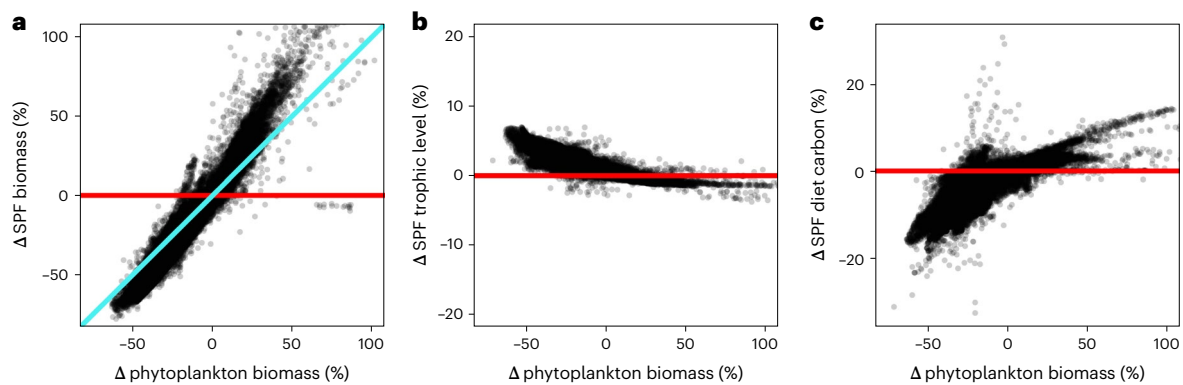 a
100
50
0
−50
Δ SPF biomass (%)
−50 0 50 100
Δ phytoplankton biomass (%)
b
20
10
0
−10
−20
Δ SPF trophic level (%)
−50 0 50 100
Δ phytoplankton biomass (%)
c
20
0
−20
Δ SPF diet carbon (%)
−50 0 50 100
Δ phytoplankton biomass (%)